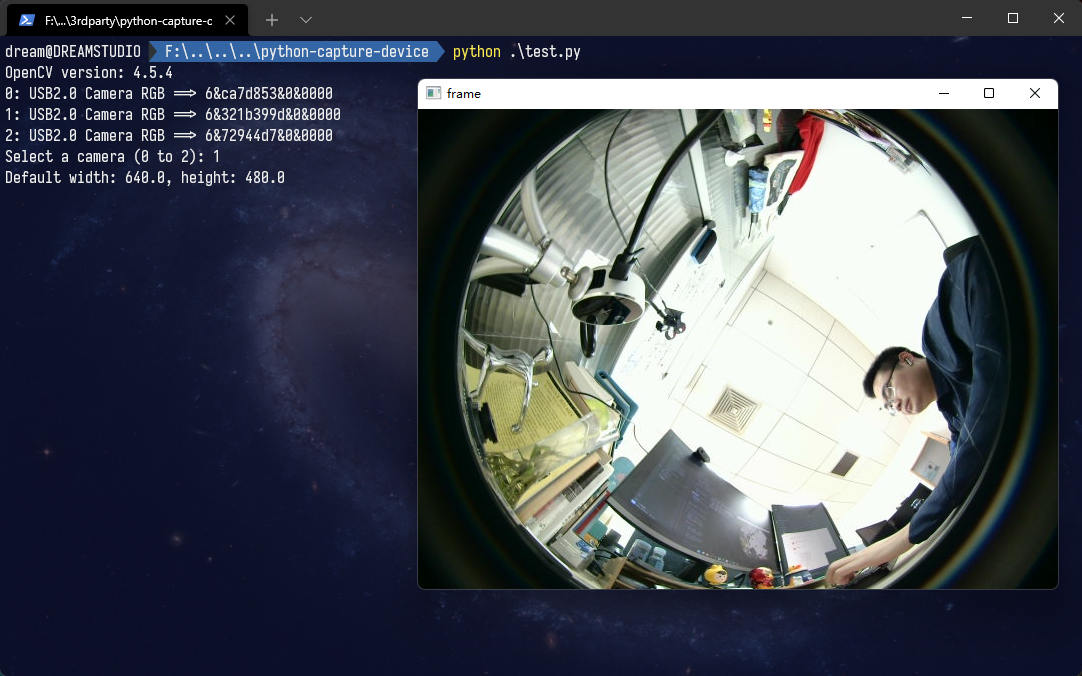 F:\...\3rdparty\python-capture-c
dream@DREAMSTUDIO F:\..\..\..\python-capture-device python .\test.py
OpenCV version: 4.5.4
0: USB2.0 Camera RGB ==> 6&ca7d853&0&0000
1: USB2.0 Camera RGB ==> 6&321b399d&0&0000
2: USB2.0 Camera RGB ==> 6&72944d7&0&0000
Select a camera (0 to 2): 1
Default width: 640.0, height: 480.0
frame